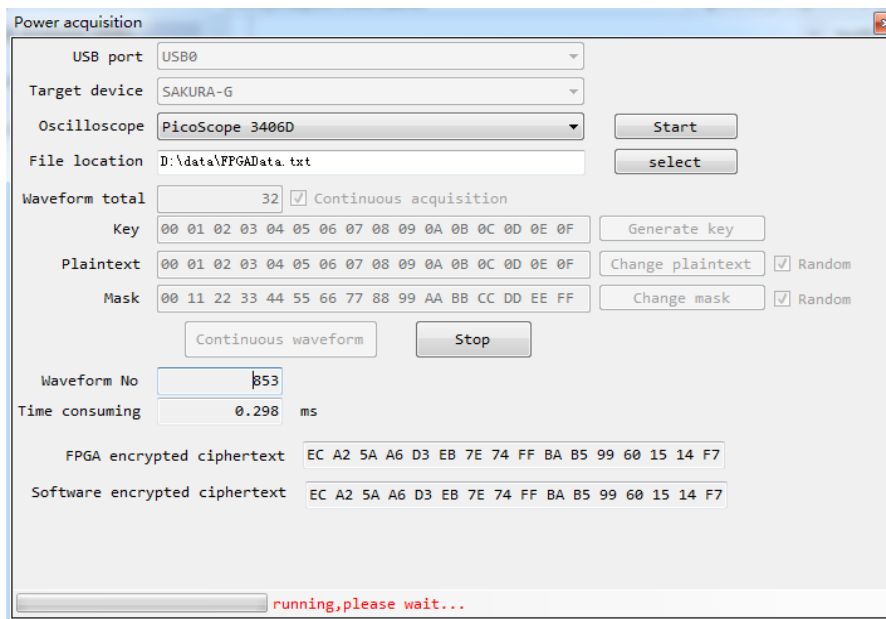 Power acquisition
USB port USB0
Target device SAKURA-G
Oscilloscope PicoScope 3406D Start
File location D:\data\FPGAData.txt select
Waveform total 32 Continuous acquisition
Key 00 01 02 03 04 05 06 07 08 09 0A 0B 0C 0D 0E 0F Generate key
Plaintext 00 01 02 03 04 05 06 07 08 09 0A 0B 0C 0D 0E 0F Change plaintext Random
Mask 00 11 22 33 44 55 66 77 88 99 AA BB CC DD EE FF Change mask Random
Continuous waveform Stop
Waveform No 853
Time consuming 0.298 ms
FPGA encrypted ciphertext EC A2 5A A6 D3 EB 7E 74 FF BA B5 99 60 15 14 F7
Software encrypted ciphertext EC A2 5A A6 D3 EB 7E 74 FF BA B5 99 60 15 14 F7
running,please wait...